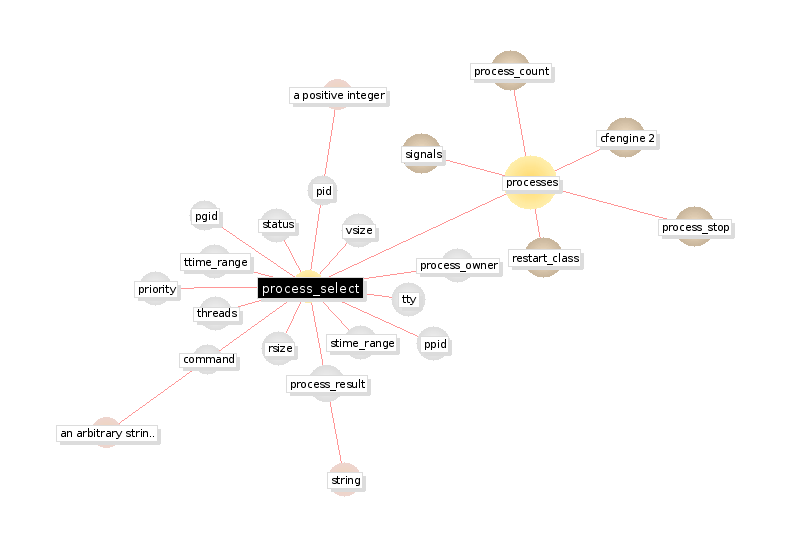 process_count
a positive integer
cfengine 2
signals
processes
pid
pgid
status
vsize
process_stop
restart_class
ttime_range
process_owner
priority
process_select
tty
threads
rsize
stime_range
ppid
command
process_result
an arbitrary strin..
string